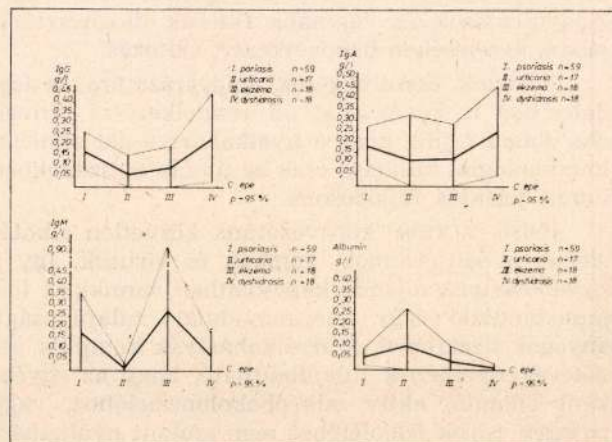 IgG
g/l
0,45
0,40
0,35
0,30
0,25
0,20
0,15
0,10
0,05
I. psoriasis n=59
II urticaria n=17
III ekzema n=18
IV dyshidrosis n=18
I II III IV
C. epe
p=95 %
IgA
g/l
0,50
0,45
0,40
0,35
0,30
0,25
0,20
0,15
0,10
0,05
I psoriasis n=59
II urticaria n=17
III ekzema n=18
IV dyshidrosis n=18
I II III IV
C. epe
p=95 %
IgM
g/l
0,90
0,45
0,40
0,35
0,30
0,25
0,20
0,15
0,10
0,05
I psoriasis n=59
II urticaria n=17
III ekzema n=18
IV dyshidrosis n=18
I II III IV
C. epe
p=95 %
Albumin
g/l
0,40
0,35
0,30
0,25
0,20
0,15
0,10
0,05
I. psoriasis n=59
II urticaria n=17
III ekzema n=18
IV dyshidrosis n=18
I II III IV
C. epe
p=95 %